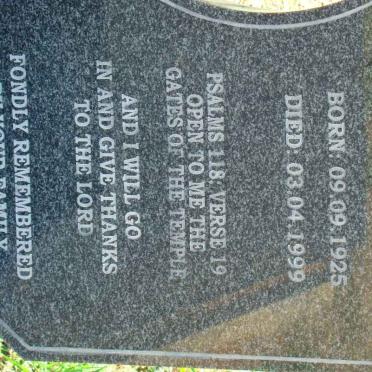 BORN: 09.09.1925
DIED: 03.04.1999
PSALMS 118, VERSE 19
OPEN TO ME THE
GATES OF THE TEMPLE
AND I WILL GO
IN AND GIVE THANKS
TO THE LORD
FONDLY REMEMBERED
FAMILY